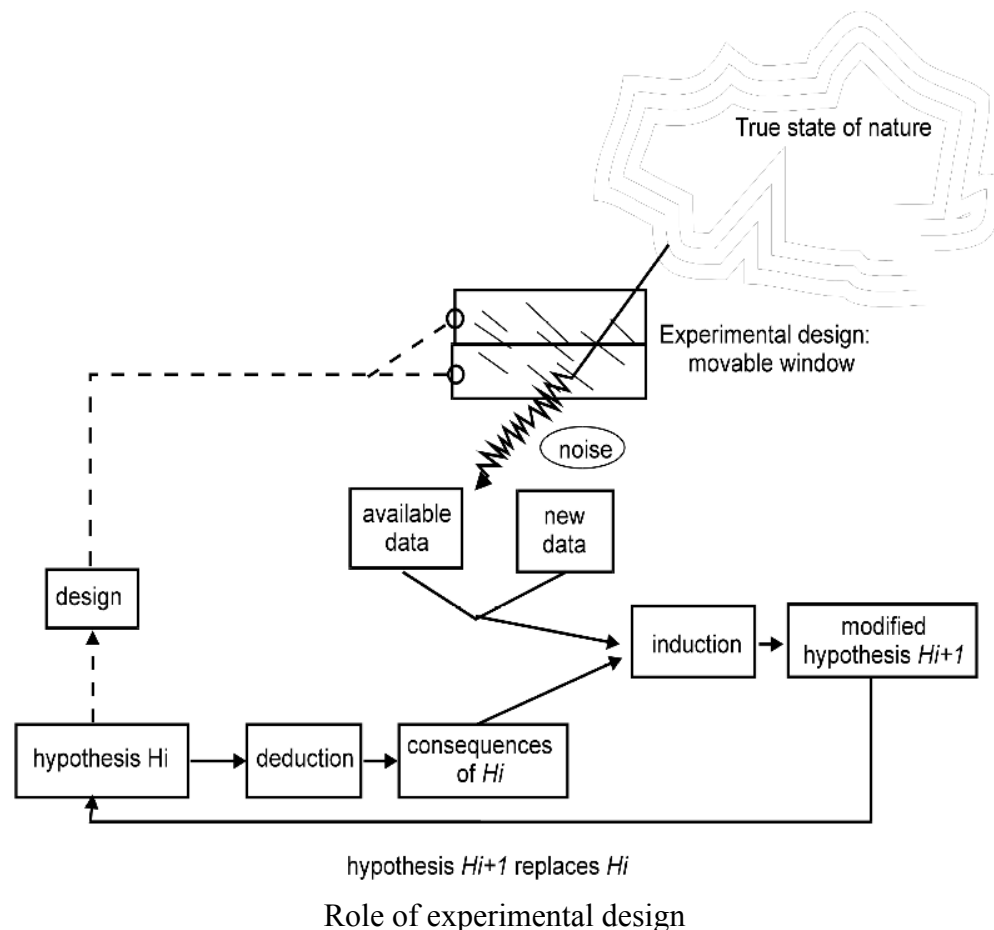 True state of nature
Experimental design:
movable window
noise
available
data
new
data
design
induction
modified
hypothesis Hi+1
hypothesis Hi
deduction
consequences
of Hi
hypothesis Hi+1 replaces Hi
Role of experimental design